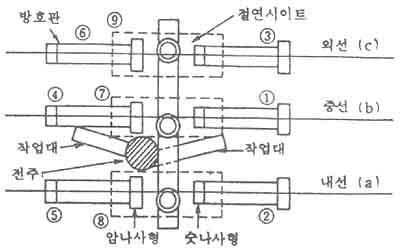 방호판
⑥
⑨
절연시이트
③
외선 (c)
④
⑦
①
중선 (b)
작업대
작업대
전주
내선 (a)
⑤
⑧
②
암나사형
숫나사형